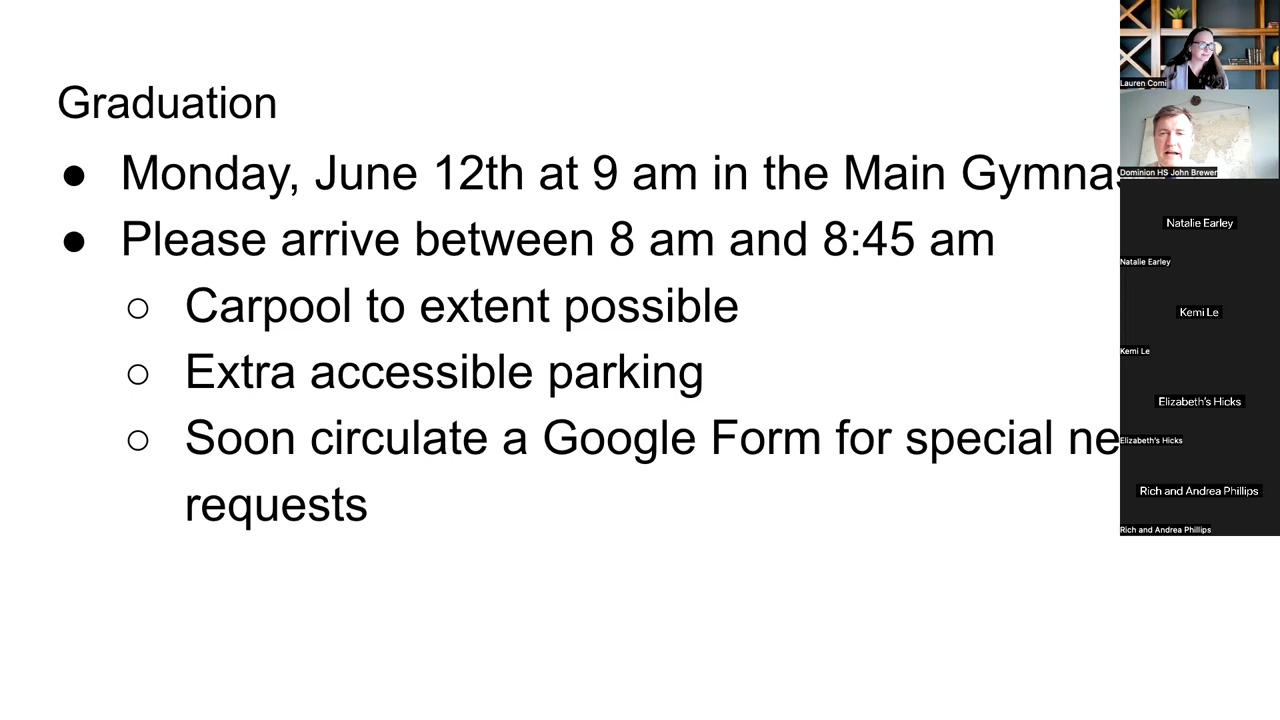 Graduation
● Monday, June 12th at 9 am in the Main
● Please arrive between 8 am and 8:45 am
○ Carpool to extent possible
○ Extra accessible parking
○ Soon circulate a Google Form for special
requests
Lauren Comi
Dominion HS John Brewer
Natalie Earley
Natalie Earley
Kemi Le
Kemi Le
Elizabeth's Hicks
Elizabeth's Hicks
Rich and Andrea Phillips
Rich and Andrea Phillips